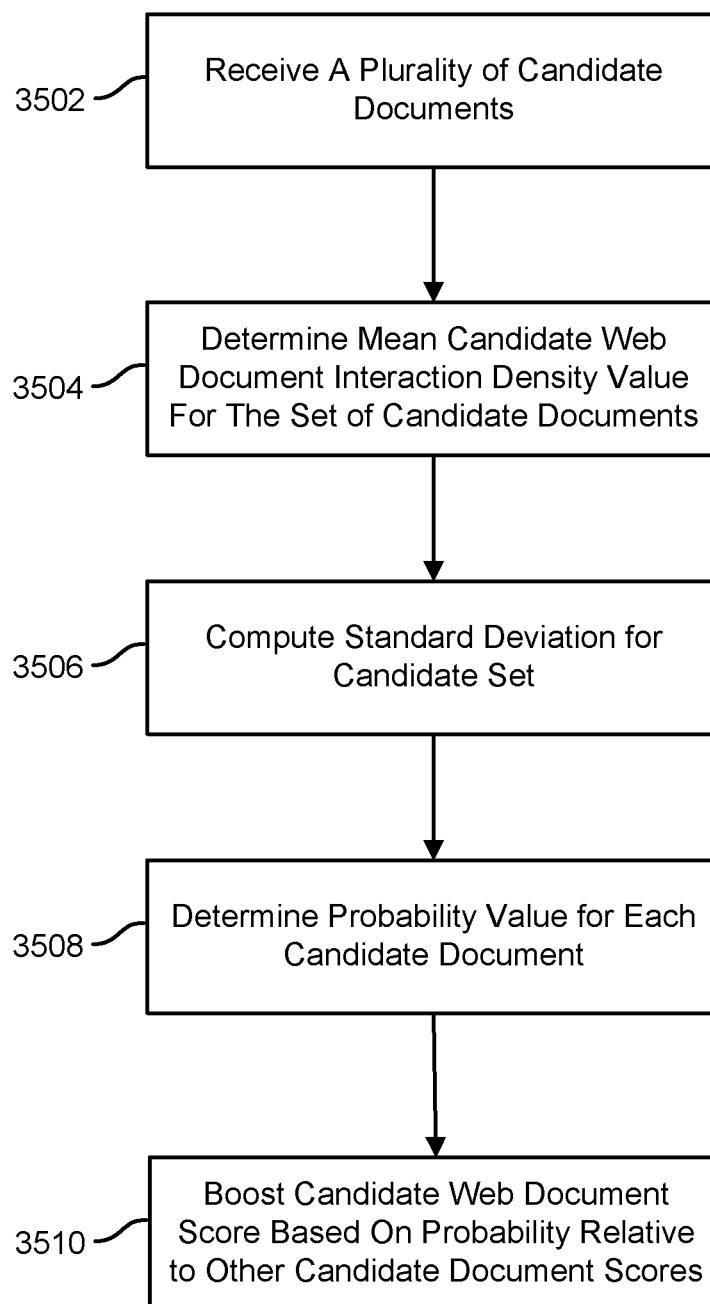 3502
Receive A Plurality of Candidate
Documents
3504
Determine Mean Candidate Web
Document Interaction Density Value
For The Set of Candidate Documents
3506
Compute Standard Deviation for
Candidate Set
3508
Determine Probability Value for Each
Candidate Document
3510
Boost Candidate Web Document
Score Based On Probability Relative
to Other Candidate Document Scores